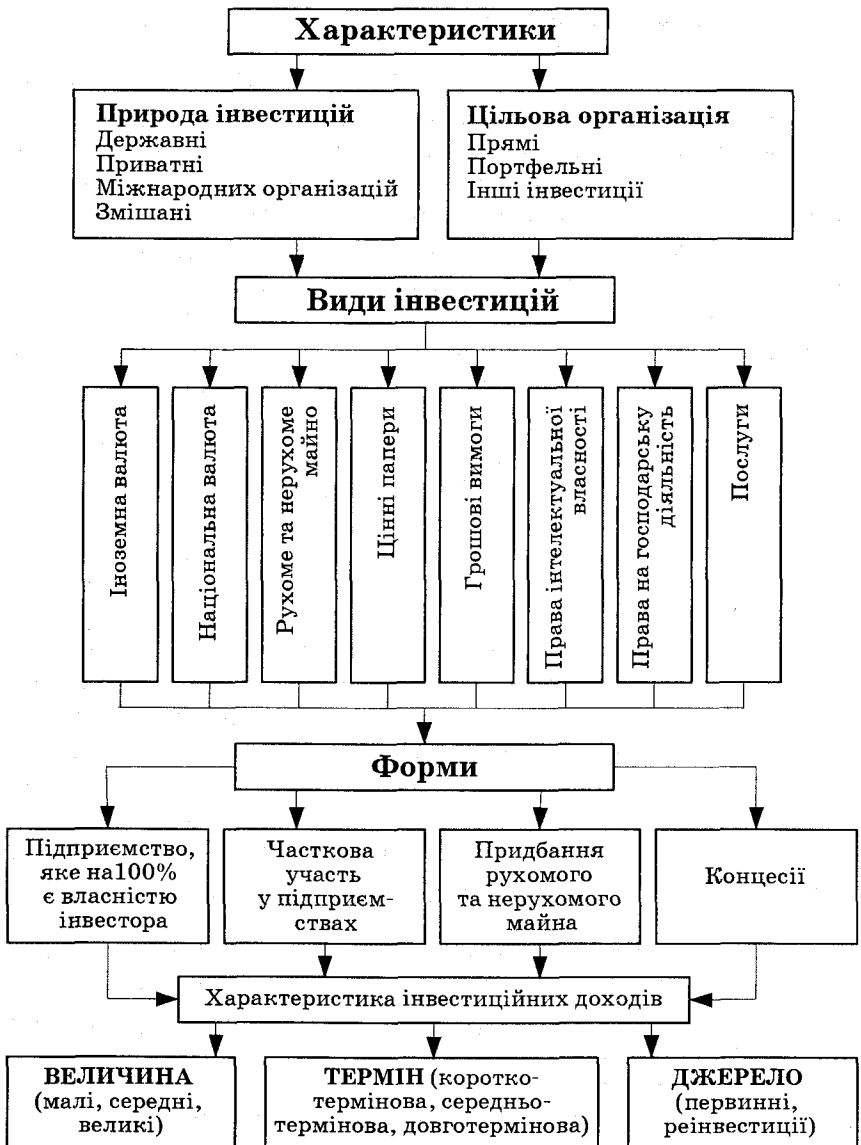 Характеристики
Природа інвестицій
Державні
Приватні
Міжнародних організацій
Змішані
Цільова організація
Прямі
Портфельні
Інші інвестиції
Види інвестицій
Іноземна валюта
Національна валюта
Рухоме та нерухоме
майно
Цінні папери
Грошові вимоги
Права інтелектуальної
власності
Права на господарську
діяльність
Послуги
Форми
Підприємство,
яке на100%
є власністю
інвестора
Часткова
участь
у підприєм-
ствах
Придбання
рухомого
та нерухомого
майна
Концесії
Характеристика інвестиційних доходів
ВЕЛИЧИНА
(малі, середні,
великі)
ТЕРМІН (коротко-
термінова, середньо-
термінова, довготермінова)
ДЖЕРЕЛО
(первинні,
реінвестиції)